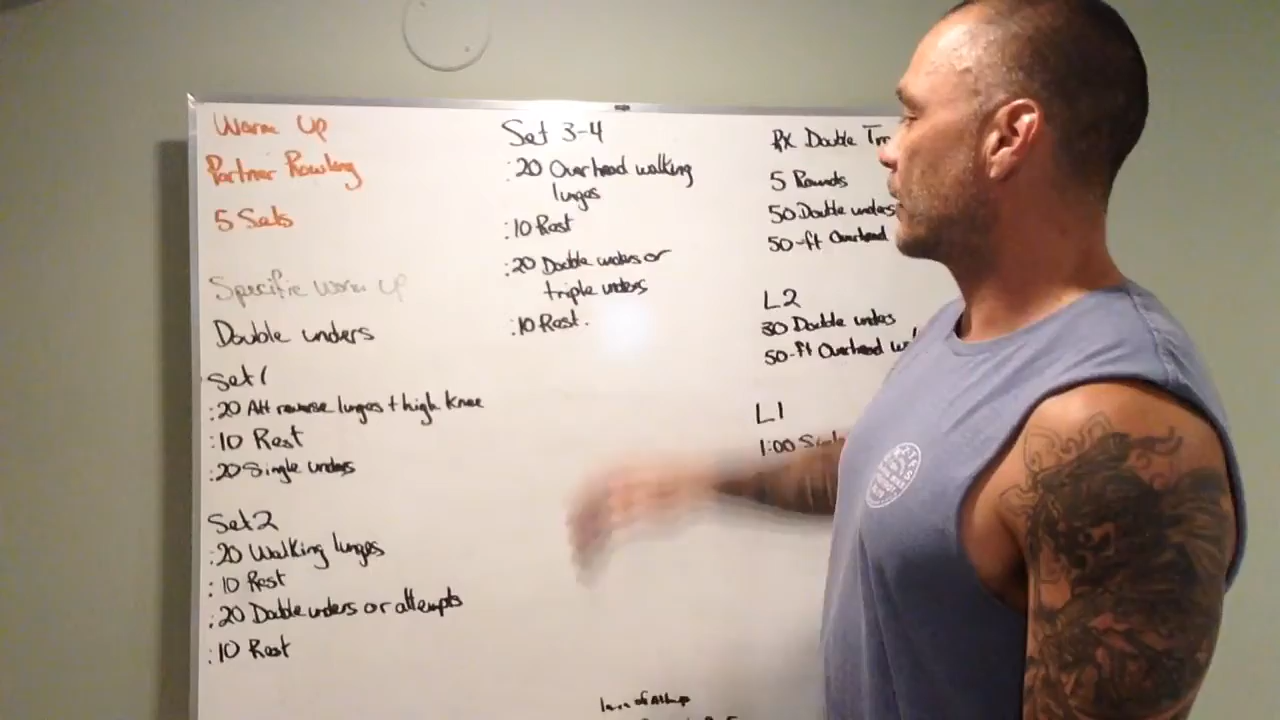 Warm Up
Partner Rowling
5 Sets
Specific Warm up
Double unders
Set 1
:20 Alt reverse lunges + high knee
:10 Rest
:20 Single unders
Set 2
:20 Walking lunges
:10 Rest
:20 Double unders or attempts
:10 Rest
Set 3-4
:20 Overhead walking
lunges
:10 Rest
:20 Double unders or
triple unders
:10 Rest.
RX Double
5 Rounds
50 Double unders
50-ft Overhead
L2
30 Double unders
50-ft Overhead
L1
1:00